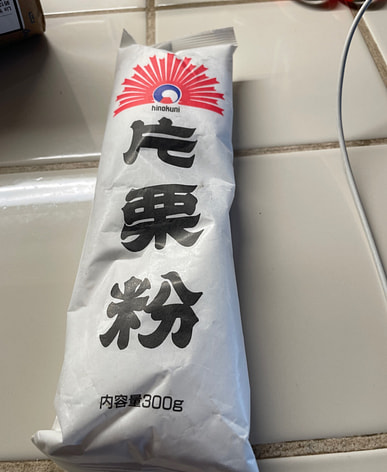 hinokuni
片
栗
粉
内容量300g